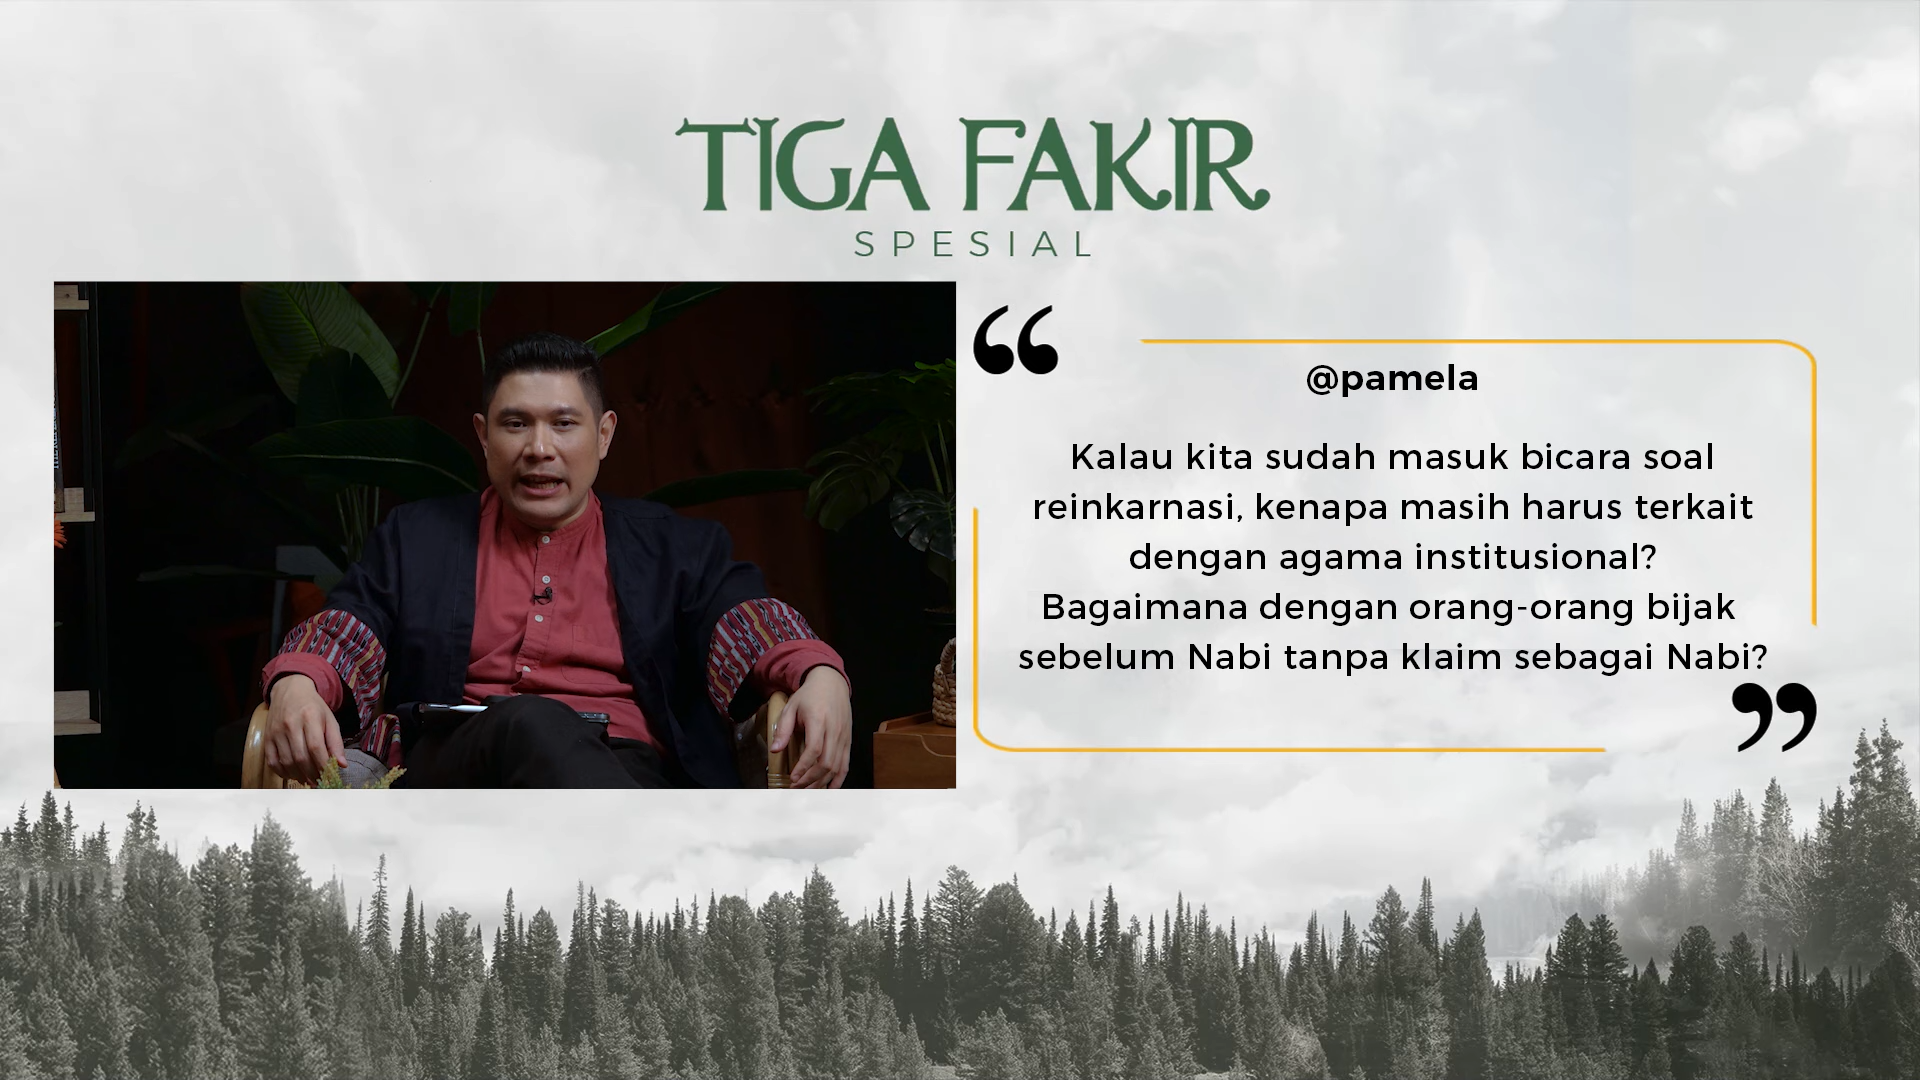 TIGA FAKIR
SPESIAL
@pamela
Kalau kita sudah masuk bicara soal
reinkarnasi, kenapa masih harus terkait
dengan agama institusional?
Bagaimana dengan orang-orang bijak
sebelum Nabi tanpa klaim sebagai Nabi?